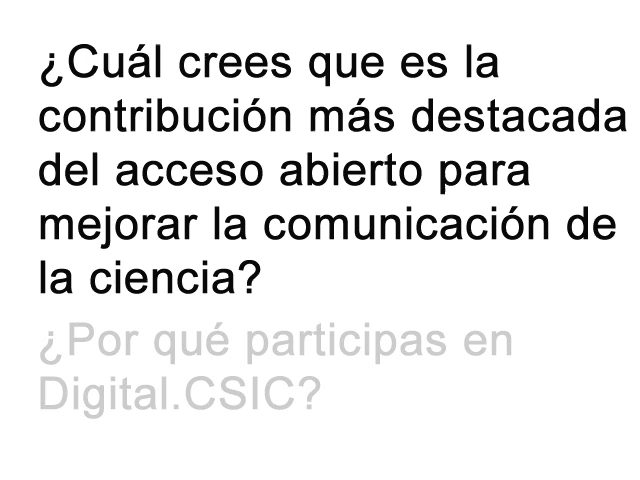 ¿Cuál crees que es la
contribución más destacada
del acceso abierto para
mejorar la comunicación de
la ciencia?
¿Por qué participas en
Digital.CSIC?